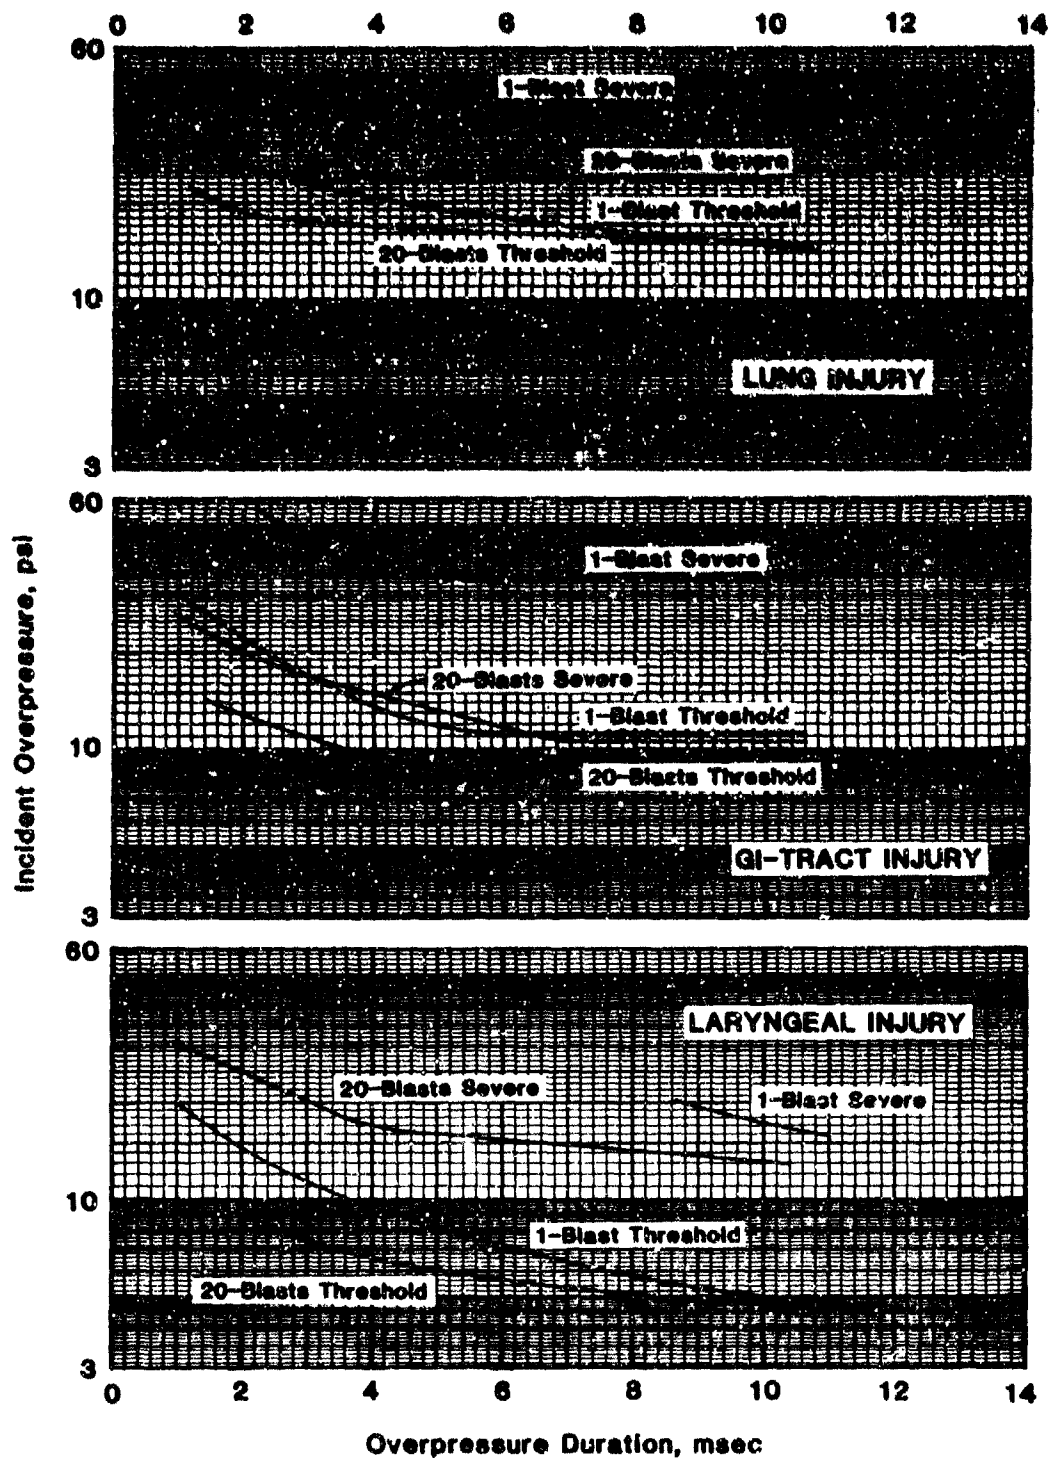 0 2 4 6 8 10 12 14
60
1-Blast Severe
20-Blasts Severe
1-Blast Threshold
20-Blasts Threshold
10
LUNG INJURY
3
60
1-Blast Severe
20-Blasts Severe
1-Blast Threshold
10
20-Blasts Threshold
GI-TRACT INJURY
3
Incident Overpressure, psi
60
LARYNGEAL INJURY
20-Blasts Severe
1-Blast Severe
10
1-Blast Threshold
20-Blasts Threshold
3
0 2 4 6 8 10 12 14
Overpressure Duration, msec